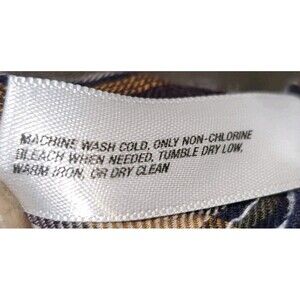 MACHINE WASH COLD, ONLY NON-CHLORINE
BLEACH WHEN NEEDED, TUMBLE DRY LOW,
WARM IRON, OR DRY CLEAN